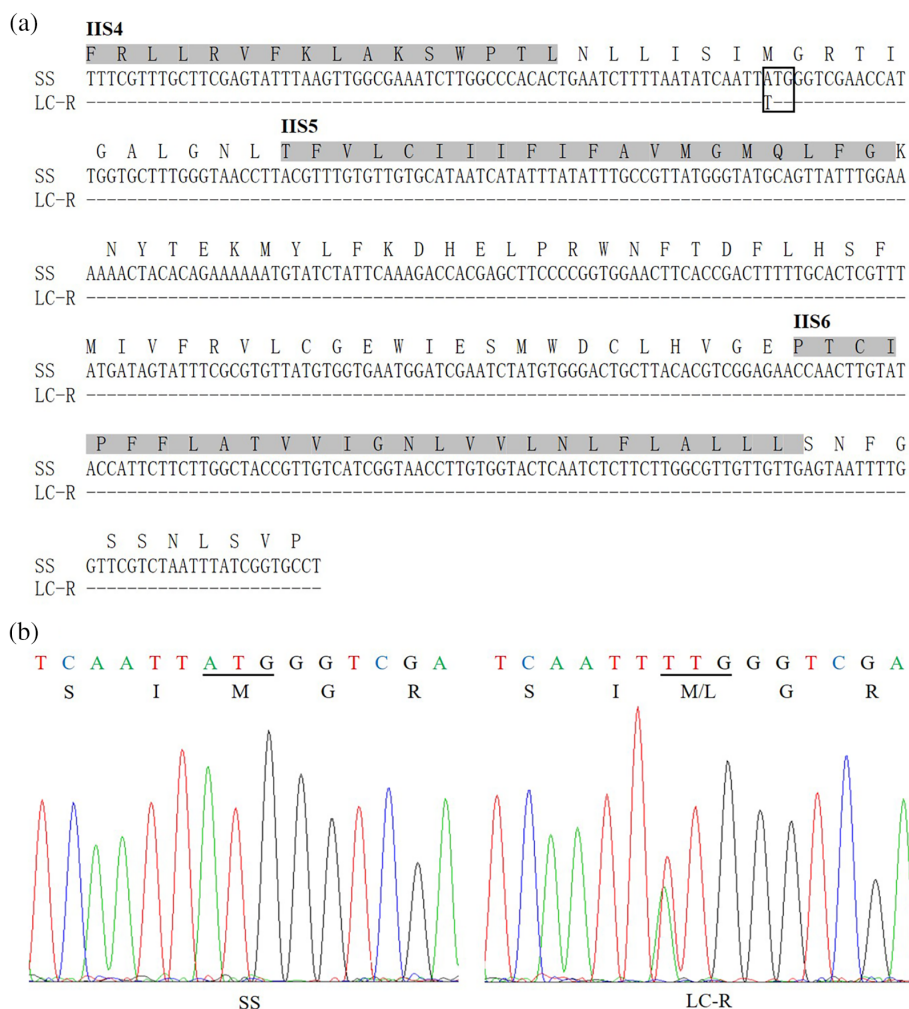 (a)
IIS4
F R L L R V F K L A K S W P T L N L L I S I M G R T I
SS TTTCGTTTGCTTCGAGTATTTAAGTTGGCGAAATCTTGGCCCACACTGAATCTTTTAATATCAATTATGGGTCGAACCAT
LC-R --------------------------------------------------------------------T-----------
IIS5
G A L G N L T F V L C I I I F I F A V M G M Q L F G K
SS TGGTGCTTTGGGTAACCTTACGTTTGTGTTGTGCATAATCATATTTATATTTGCCGTTATGGGTATGCAGTTATTTGGAA
LC-R --------------------------------------------------------------------------------
N Y T E K M Y L F K D H E L P R W N F T D F L H S F
SS AAAACTACACAGAAAAAATGTATCTATTCAAAGACCACGAGCTTCCCCGGTGGAACTTCACCGACTTTTTGCACTCGTTT
LC-R --------------------------------------------------------------------------------
IIS6
M I V F R V L C G E W I E S M W D C L H V G E P T C I
SS ATGATAGTATTTCGCGTGTTATGTGGTGAATGGATCGAATCTATGTGGGACTGCTTACACGTCGGAGAACCAACTTGTAT
LC-R --------------------------------------------------------------------------------
P F F L A T V V I G N L V V L N L F L A L L L S N F G
SS ACCATTCTTCTTGGCTACCGTTGTCATCGGTAACCTTGTGGTACTCAATCTCTTCTTGGCGTTGTTGTTGAGTAATTTTG
LC-R --------------------------------------------------------------------------------
S S N L S V P
SS GTTCGTCTAATTTATCGGTGCCT
LC-R -----------------------
(b)
T C A A T T A T G G G T C G A T C A A T T T T G G G T C G A
S I M G R S I M/L G R
SS LC-R